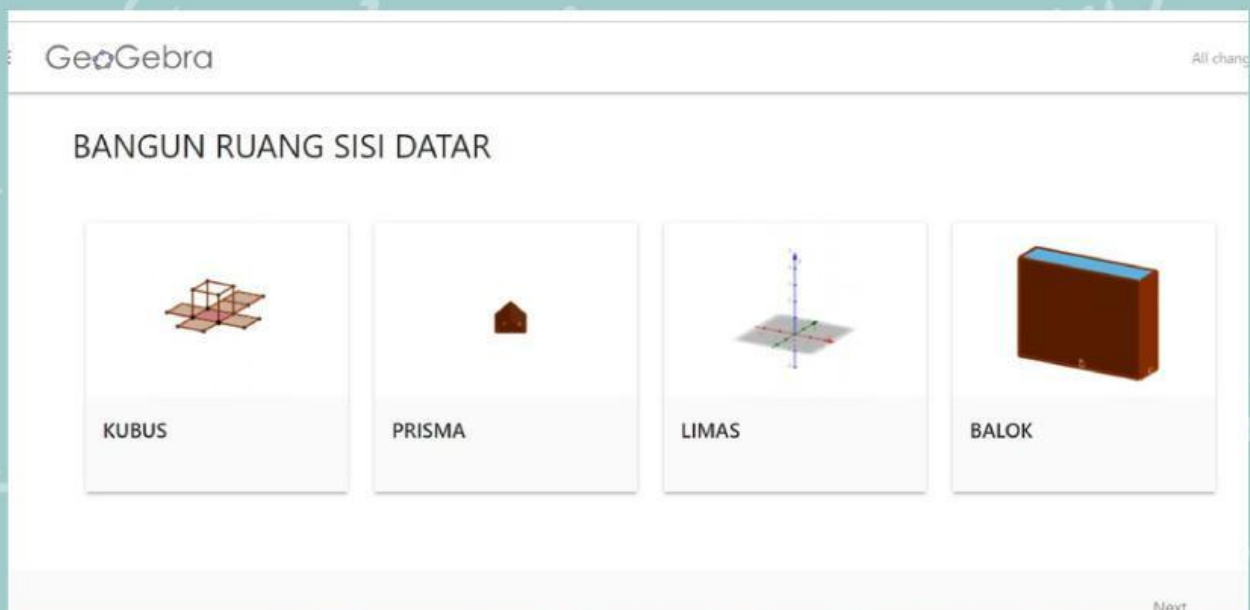 GeoGebra
All chang
BANGUN RUANG SISI DATAR
KUBUS
PRISMA
LIMAS
BALOK
Next